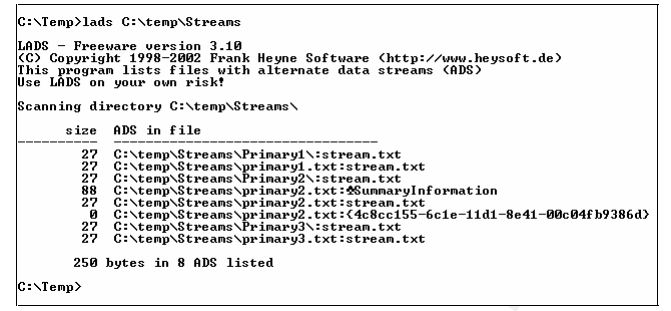 C:\Temp>lads C:\temp\Streams
LADS - Freeware version 3.10
(C) Copyright 1998-2002 Frank Heyne Software (http://www.heysoft.de)
This program lists files with alternate data streams (ADS)
Use LADS on your own risk!
Scanning directory C:\temp\Streams\
size ADS in file
---------- ---------------------------------
27 C:\temp\Streams\Primary1\:stream.txt
27 C:\temp\Streams\primary1.txt:stream.txt
27 C:\temp\Streams\Primary2\:stream.txt
88 C:\temp\Streams\primary2.txt:♣SummaryInformation
27 C:\temp\Streams\primary2.txt:stream.txt
0 C:\temp\Streams\primary2.txt:{4c8cc155-6c1e-11d1-8e41-00c04fb9386d}
27 C:\temp\Streams\Primary3\:stream.txt
27 C:\temp\Streams\primary3.txt:stream.txt
250 bytes in 8 ADS listed
C:\Temp>